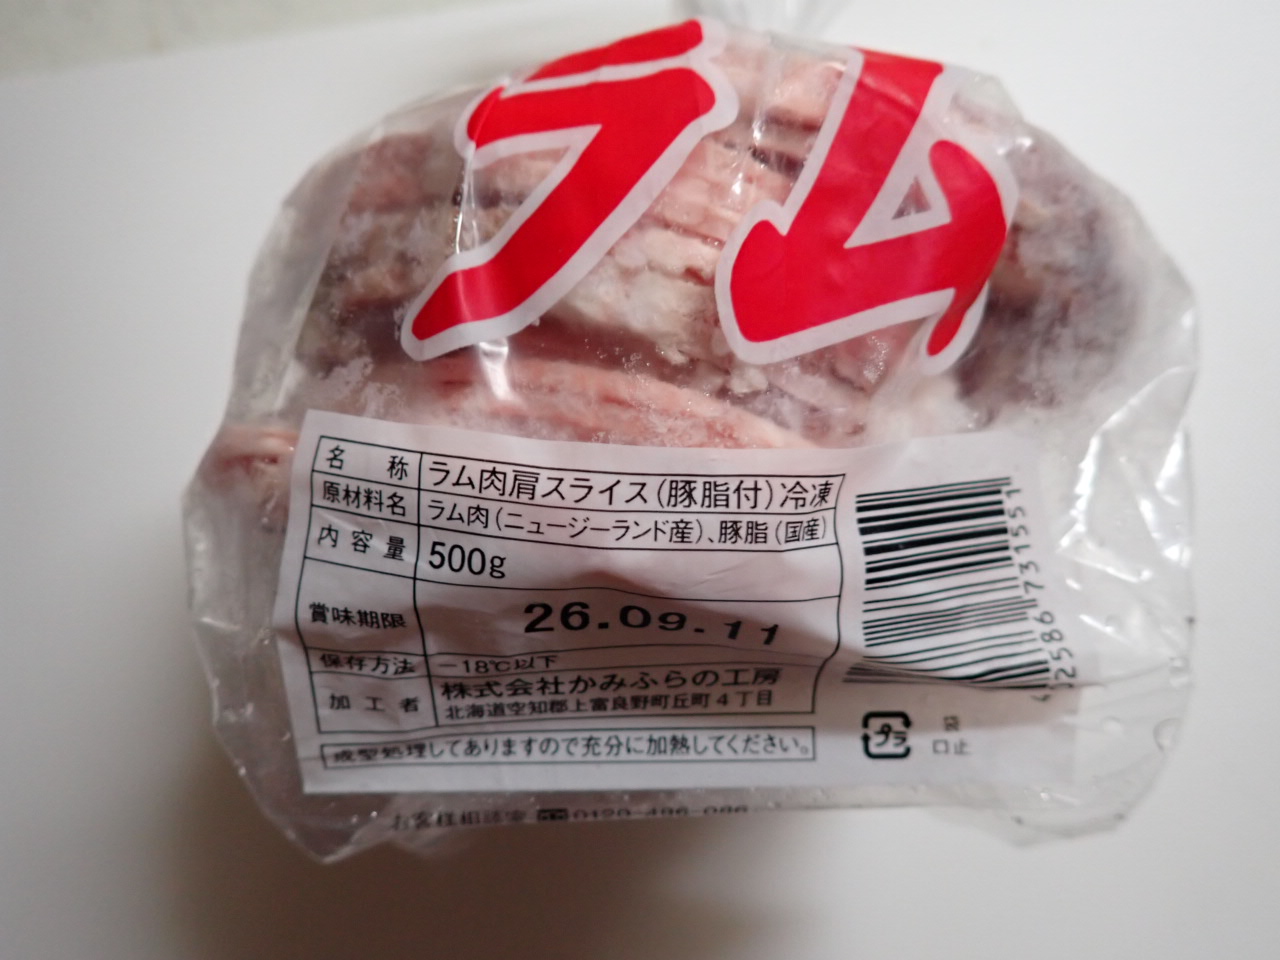 ラム
名称 ラム肉肩スライス(豚脂付)冷凍
原材料名 ラム肉(ニュージーランド産)、豚脂(国産)
内容量 500g
賞味期限 26.09.11
保存方法 -18℃以下
加工者 株式会社かみふらの工房
北海道空知郡上富良野町丘町4丁目
成型処理してありますので充分に加熱してください。
プラ
袋
口止
お客様相談室